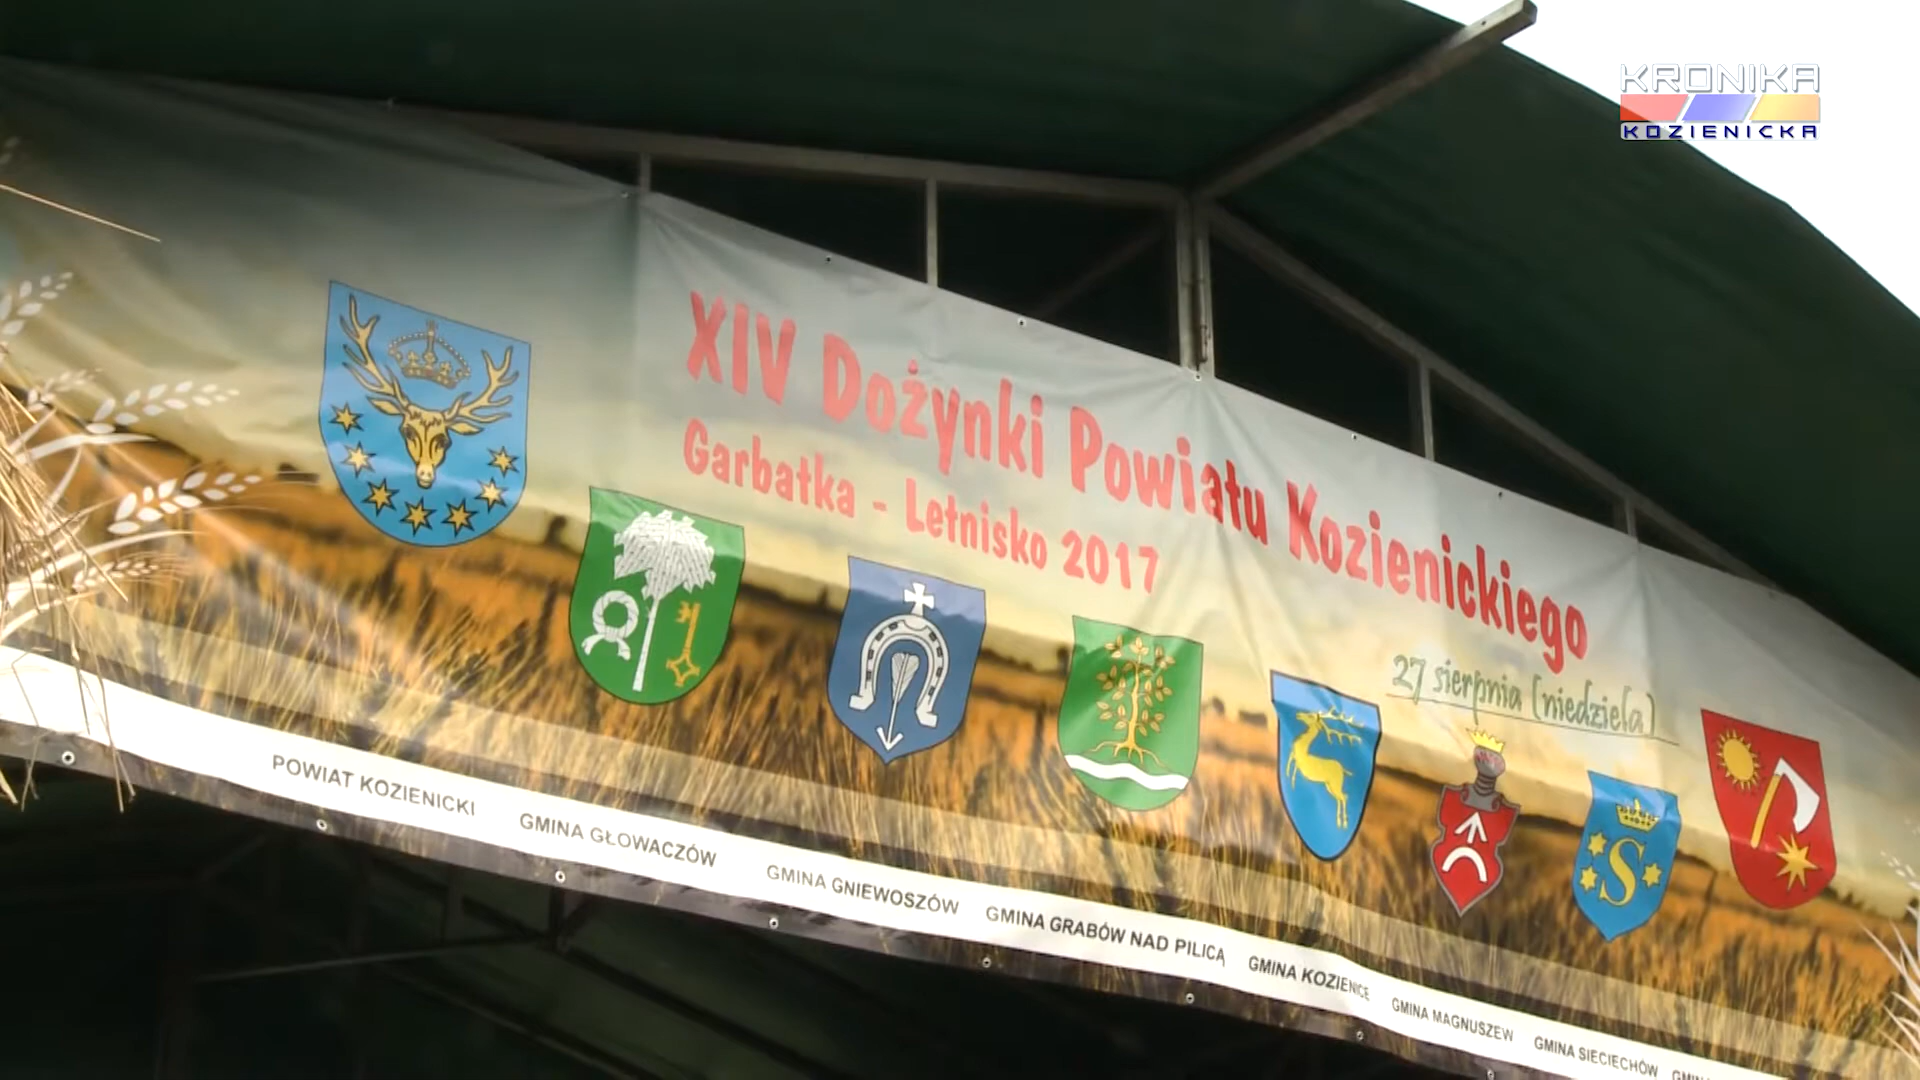 KRONIKA
KOZIENICKA
XIV Dożynki Powiatu Kozienickiego
Garbatka - Letnisko 2017
27 sierpnia (niedziela)
S
POWIAT KOZIENICKI GMINA GŁOWACZÓW GMINA GNIEWOSZÓW GMINA GRABÓW NAD PILICĄ GMINA KOZIENICE GMINA MAGNUSZEW GMINA SIECIECHÓW